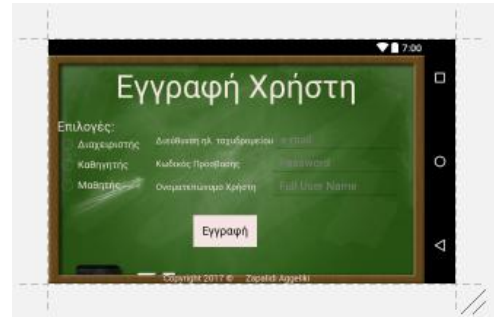 7:00
Εγγραφή Χρήστη
Επιλογές:
Διαχειριστής
Διεύθυνση ηλ. ταχυδρομείου e-mail
Καθηγητής
Κωδικός Πρόσβασης Password
Μαθητής
Ονοματεπώνυμο Χρήστη Full User Name
Εγγραφή
Copyright 2017 © Zapalidi Aggeliki